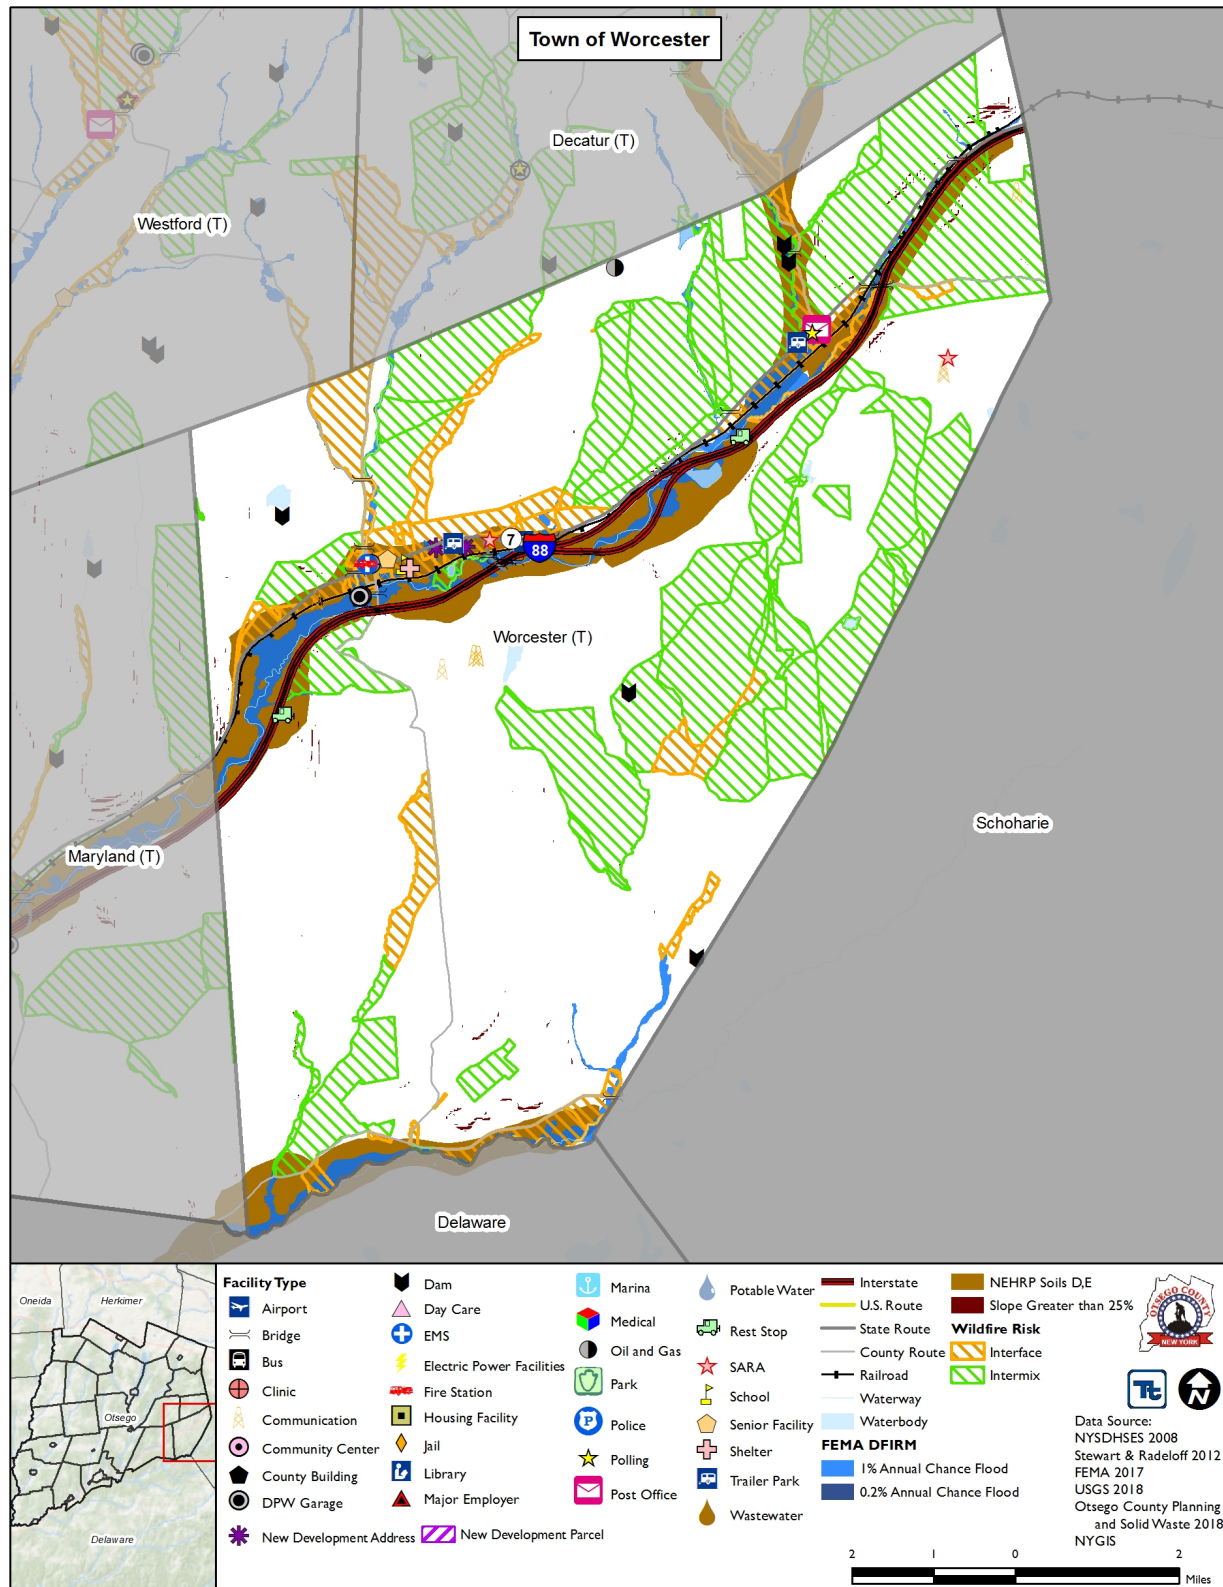 Town of Worcester
Decatur (T)
Westford (T)
7
88
Worcester (T)
Schoharie
Maryland (T)
Delaware
Oneida
Herkimer
Otsego
Delaware
Facility Type
Airport
Bridge
Bus
Clinic
Communication
Community Center
County Building
DPW Garage
New Development Address
Dam
Day Care
EMS
Electric Power Facilities
Fire Station
Housing Facility
Jail
Library
Major Employer
New Development Parcel
Marina
Medical
Oil and Gas
Park
P
Police
Polling
Post Office
Potable Water
Rest Stop
SARA
School
Senior Facility
Shelter
Trailer Park
Wastewater
Interstate
U.S. Route
State Route
County Route
Railroad
Waterway
Waterbody
FEMA DFIRM
1% Annual Chance Flood
0.2% Annual Chance Flood
NEHRP Soils D,E
Slope Greater than 25%
Wildfire Risk
Interface
Intermix
OTSEGO COUNTY
NEW YORK
Tt
N
Data Source:
NYSDHSES 2008
Stewart & Radeloff 2012
FEMA 2017
USGS 2018
Otsego County Planning
and Solid Waste 2018
NYGIS
2 1 0 2
Miles